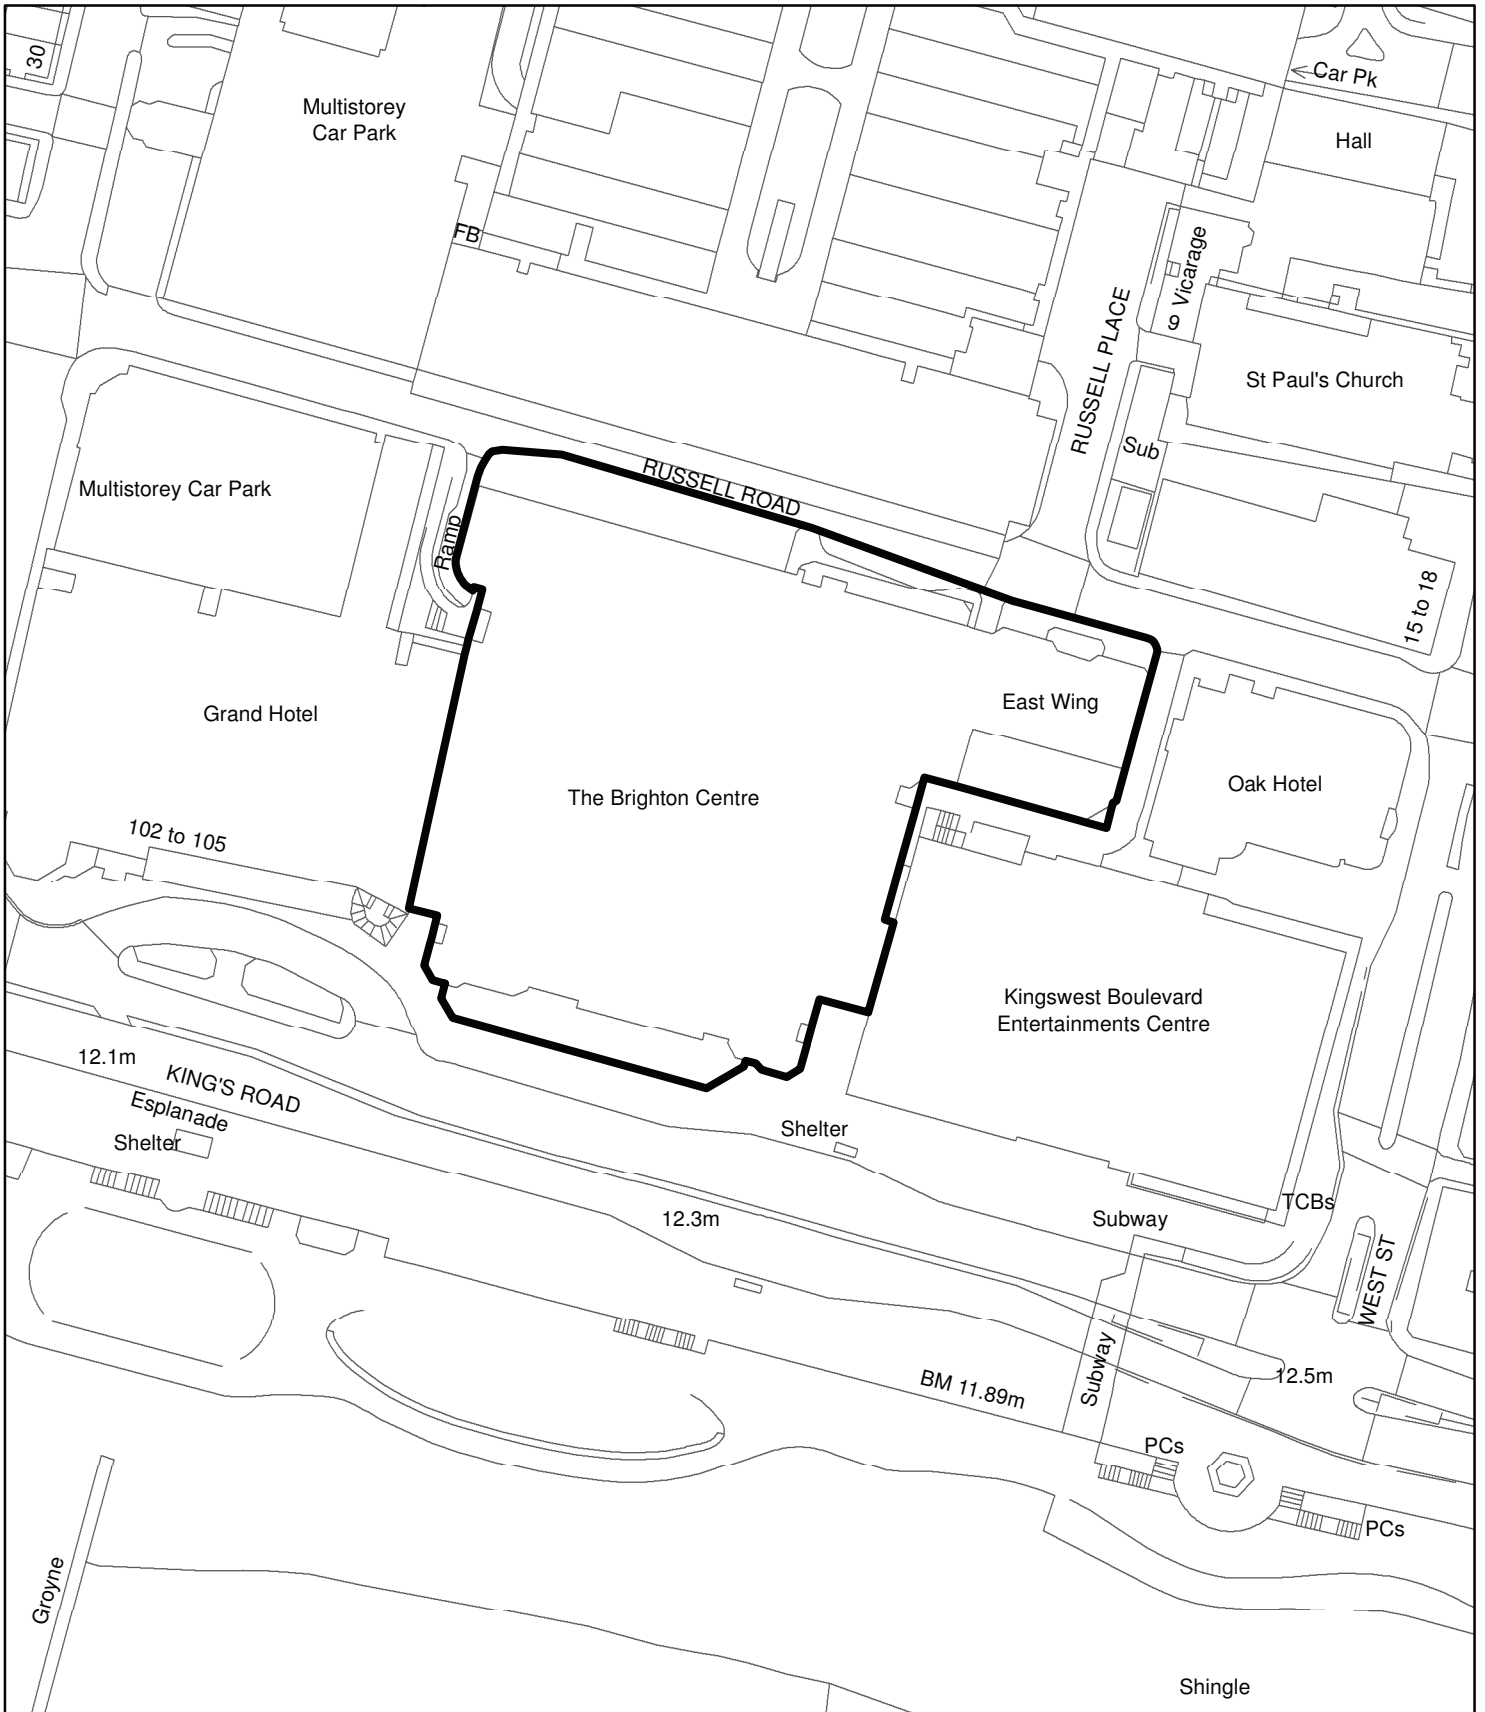 30
Multistorey
Car Park
Car Pk
Hall
FB
9 Vicarage
RUSSELL PLACE
St Paul's Church
Sub
RUSSELL ROAD
Multistorey Car Park
Ramp
15 to 18
East Wing
Grand Hotel
The Brighton Centre
Oak Hotel
102 to 105
Kingswest Boulevard
Entertainments Centre
12.1m
KING'S ROAD
Esplanade
Shelter
Shelter
12.3m
Subway
TCBs
WEST ST
Subway
12.5m
BM 11.89m
PCs
PCs
Groyne
Shingle